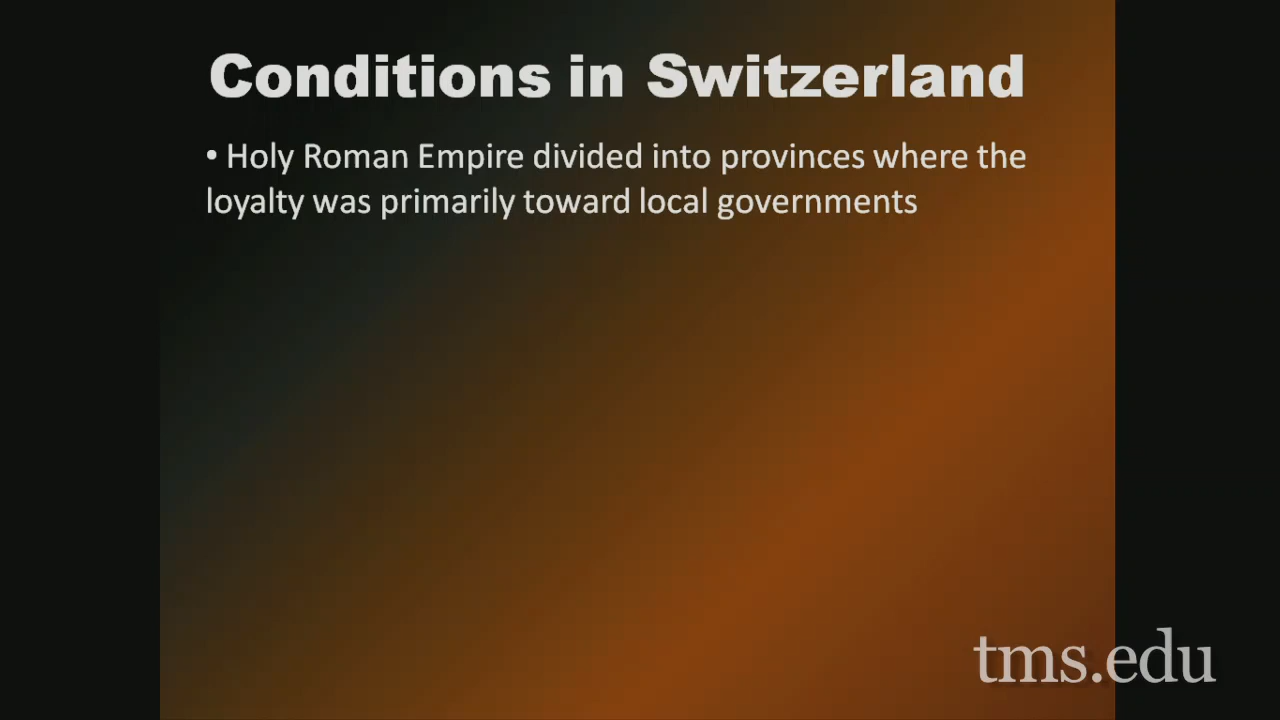 Conditions in Switzerland
• Holy Roman Empire divided into provinces where the
loyalty was primarily toward local governments
tms.edu